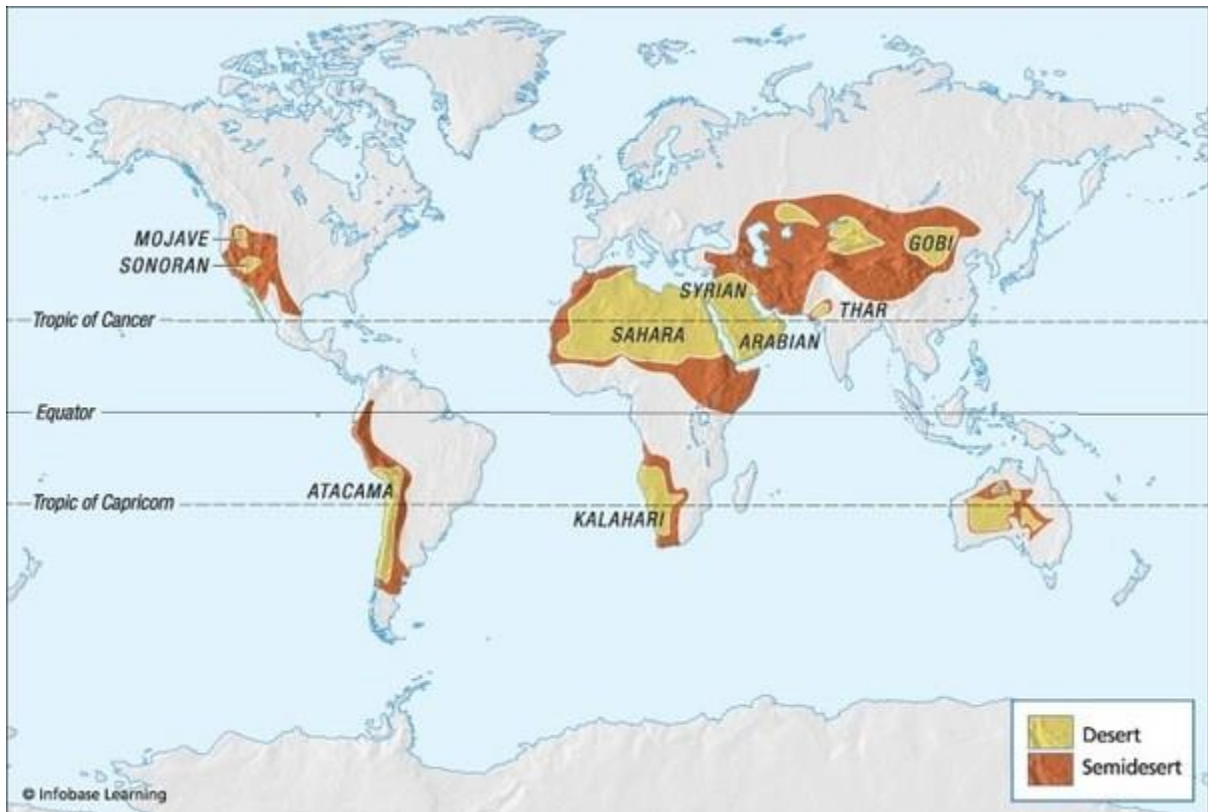 MOJAVE
SONORAN
GOBI
SYRIAN
THAR
Tropic of Cancer
SAHARA
ARABIAN
Equator
ATACAMA
Tropic of Capricorn
KALAHARI
Desert
Semidesert
© Infobase Learning